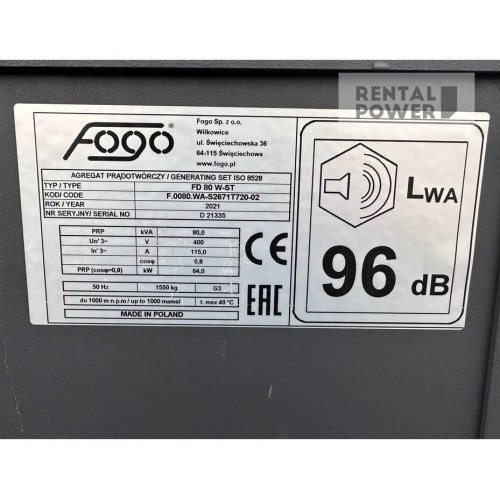 RENTAL
POWER
Fogo®
Fogo Sp. z o.o.
Wilkowice
ul. Święciechowska 36
64-115 Święciechowa
www.fogo.pl
AGREGAT PRĄDOTWÓRCZY / GENERATING SET ISO 8528
TYP / TYPE FD 80 W-ST
KOD/ CODE F.0080.WA-S2671T720-02
ROK / YEAR 2021
NR SERYJNY/ SERIAL NO D 21335
PRP kVA 80,0
Un' 3~ V 400
In' 3~ A 115,0
cosφ 0,8
PRP (cosφ=0,8) kW 64,0
50 Hz 1550 kg G3
do 1000 m n.p.m / up to 1000 mamsl t. max 40 °C
MADE IN POLAND
CE
EAC
LWA
96 dB